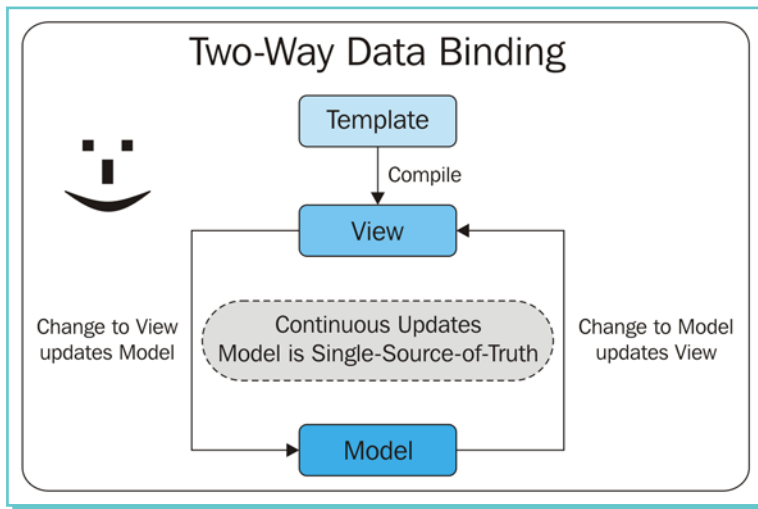 Two-Way Data Binding
Template
Compile
View
Change to View
updates Model
Continuous Updates
Model is Single-Source-of-Truth
Change to Model
updates View
Model